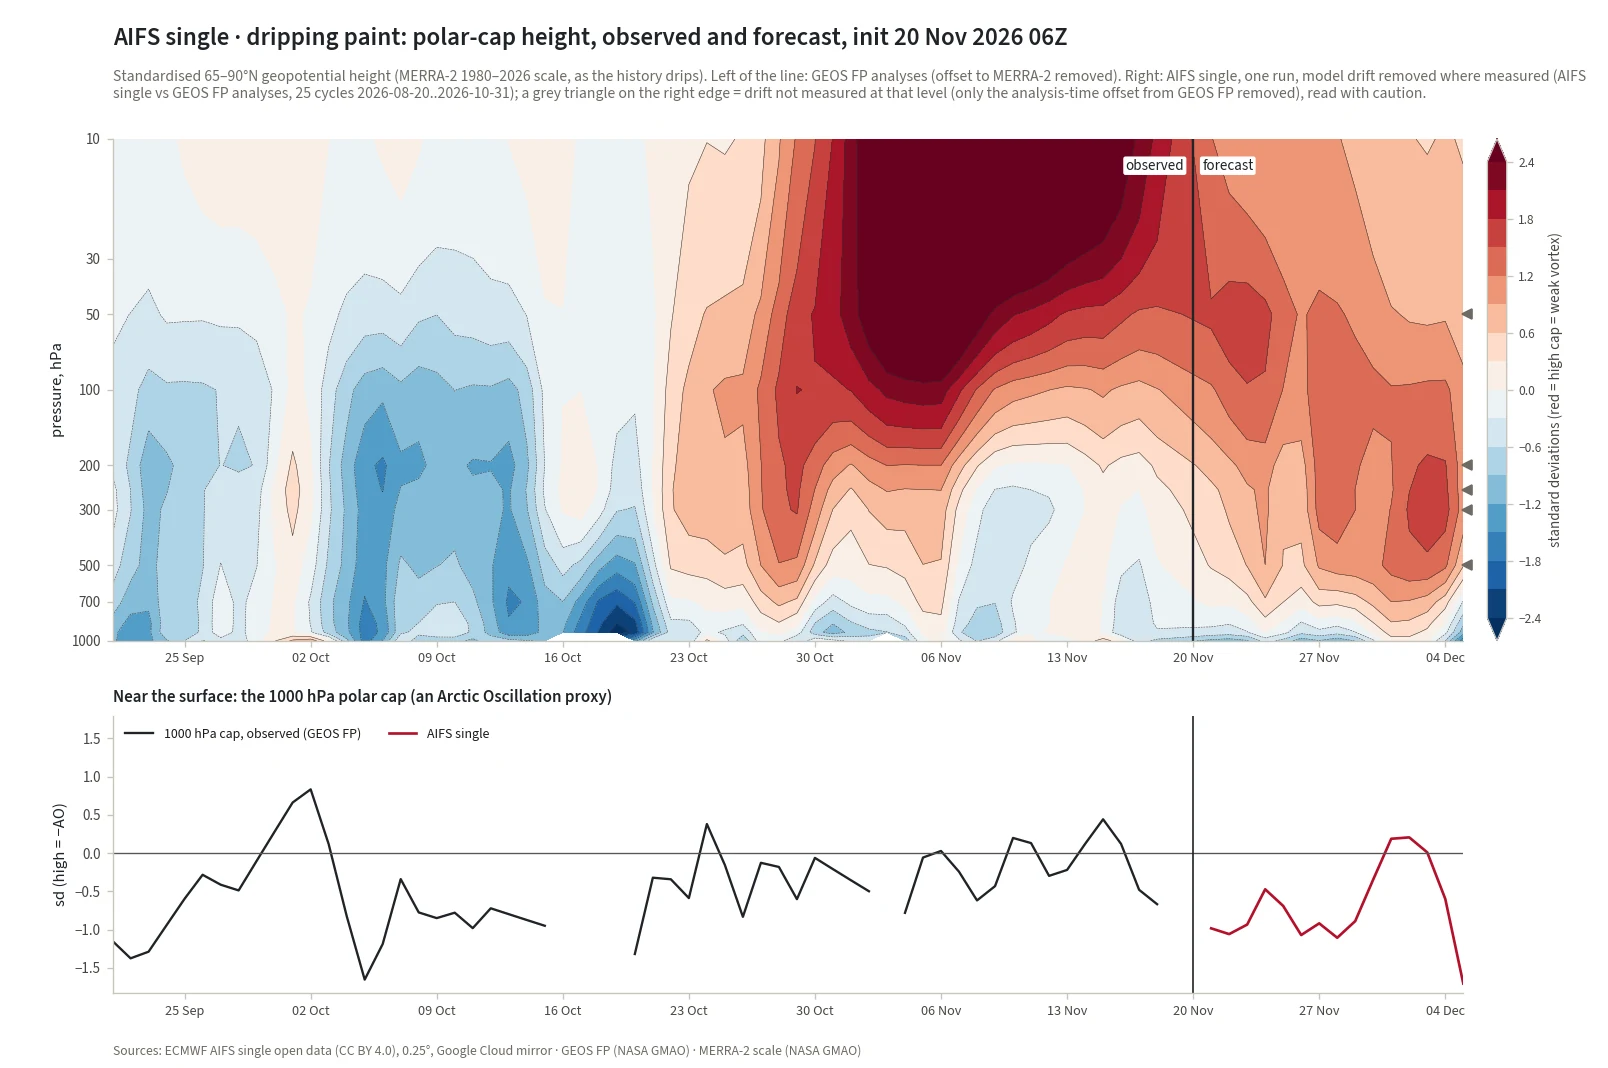 AIFS single · dripping paint: polar-cap height, observed and forecast, init 20 Nov 2026 06Z
Standardised 65–90°N geopotential height (MERRA-2 1980–2026 scale, as the history drips). Left of the line: GEOS FP analyses (offset to MERRA-2 removed). Right: AIFS single, one run, model drift removed where measured (AIFS
single vs GEOS FP analyses, 25 cycles 2026-08-20..2026-10-31); a grey triangle on the right edge = drift not measured at that level (only the analysis-time offset from GEOS FP removed), read with caution.
pressure, hPa
10
30
50
100
200
300
500
700
1000
observed
forecast
25 Sep
02 Oct
09 Oct
16 Oct
23 Oct
30 Oct
06 Nov
13 Nov
20 Nov
27 Nov
04 Dec
2.4
1.8
1.2
0.6
0.0
−0.6
−1.2
−1.8
−2.4
standard deviations (red = high cap = weak vortex)
Near the surface: the 1000 hPa polar cap (an Arctic Oscillation proxy)
1000 hPa cap, observed (GEOS FP)
AIFS single
sd (high = −AO)
1.5
1.0
0.5
0.0
−0.5
−1.0
−1.5
25 Sep
02 Oct
09 Oct
16 Oct
23 Oct
30 Oct
06 Nov
13 Nov
20 Nov
27 Nov
04 Dec
Sources: ECMWF AIFS single open data (CC BY 4.0), 0.25°, Google Cloud mirror · GEOS FP (NASA GMAO) · MERRA-2 scale (NASA GMAO)